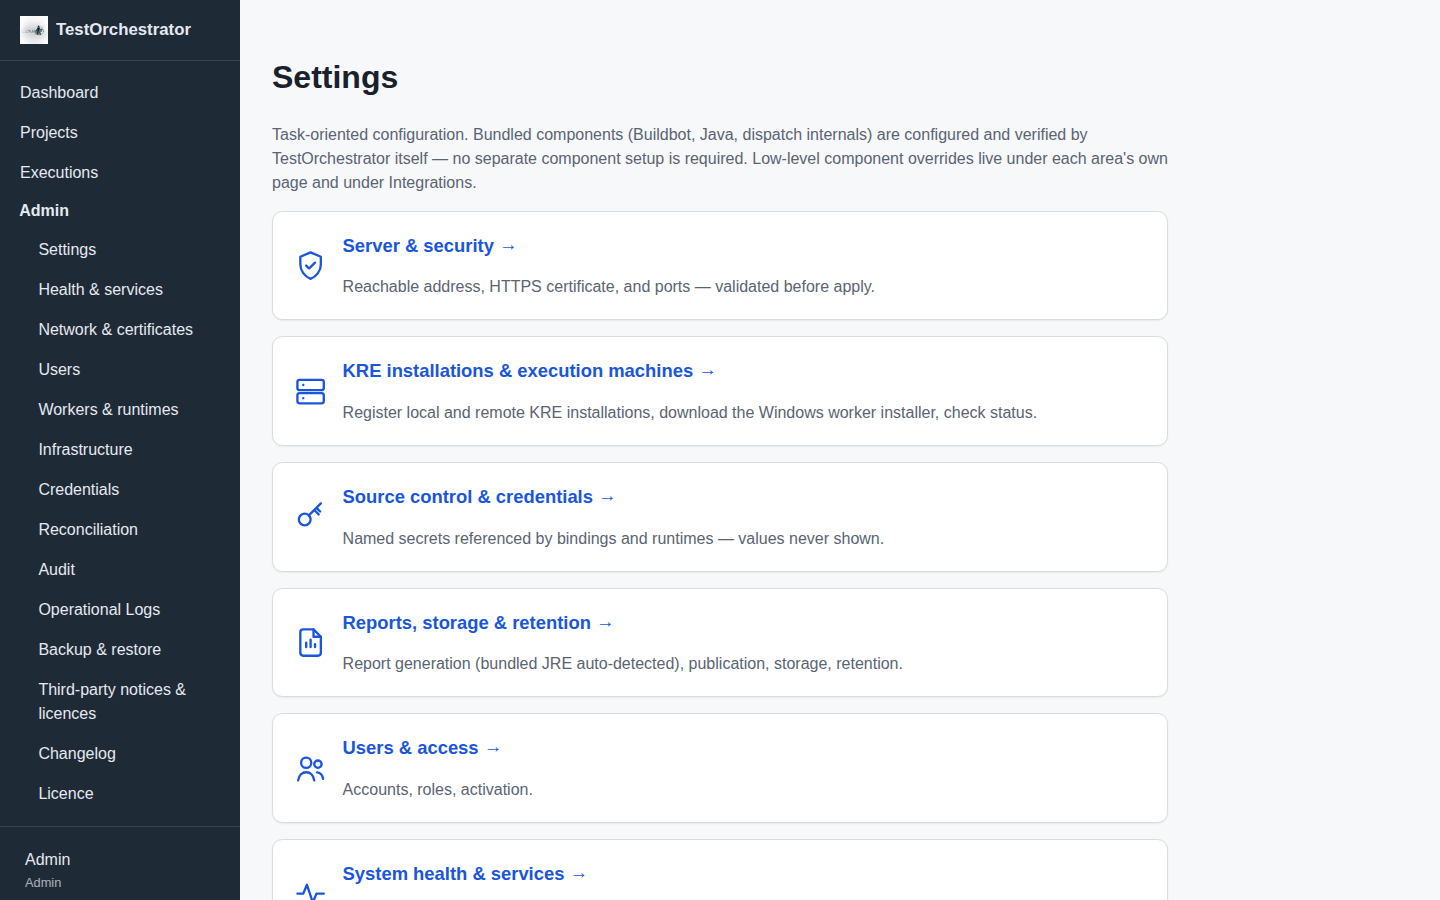 TestOrchestrator
Dashboard
Projects
Executions
Admin
Settings
Health & services
Network & certificates
Users
Workers & runtimes
Infrastructure
Credentials
Reconciliation
Audit
Operational Logs
Backup & restore
Third-party notices &
licences
Changelog
Licence
Admin
Admin
Settings
Task-oriented configuration. Bundled components (Buildbot, Java, dispatch internals) are configured and verified by
TestOrchestrator itself — no separate component setup is required. Low-level component overrides live under each area's own
page and under Integrations.
Server & security →
Reachable address, HTTPS certificate, and ports — validated before apply.
KRE installations & execution machines →
Register local and remote KRE installations, download the Windows worker installer, check status.
Source control & credentials →
Named secrets referenced by bindings and runtimes — values never shown.
Reports, storage & retention →
Report generation (bundled JRE auto-detected), publication, storage, retention.
Users & access →
Accounts, roles, activation.
System health & services →